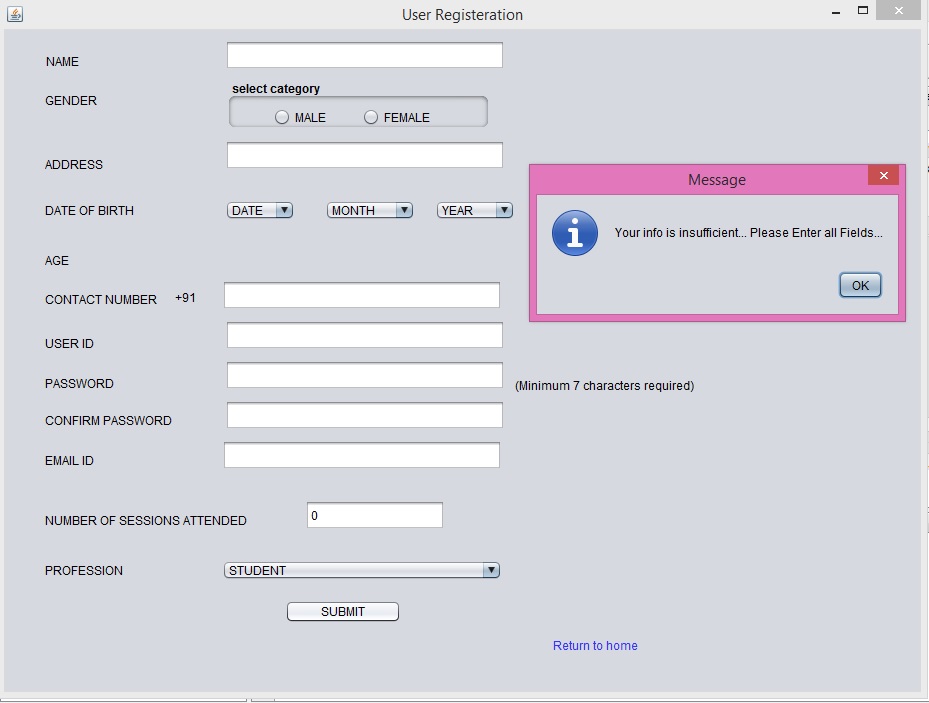 User Registeration
NAME
GENDER
select category
MALE FEMALE
ADDRESS
DATE OF BIRTH DATE MONTH YEAR
AGE
CONTACT NUMBER +91
USER ID
PASSWORD (Minimum 7 characters required)
CONFIRM PASSWORD
EMAIL ID
NUMBER OF SESSIONS ATTENDED 0
PROFESSION STUDENT
SUBMIT
Return to home
Message
Your info is insufficient... Please Enter all Fields...
OK